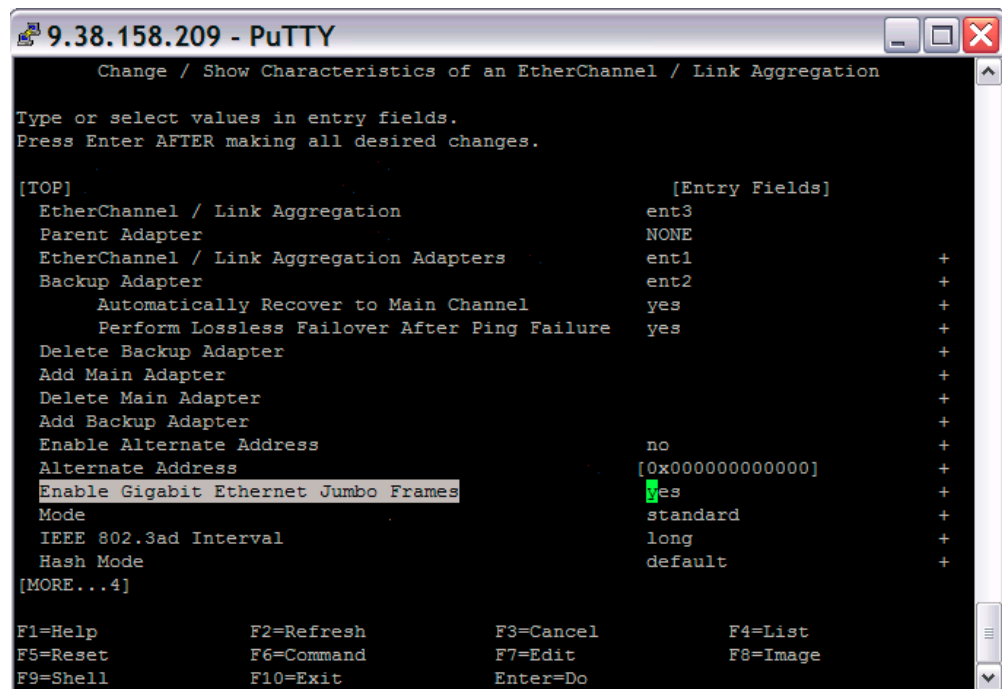 9.38.158.209 - PuTTY
Change / Show Characteristics of an EtherChannel / Link Aggregation
Type or select values in entry fields.
Press Enter AFTER making all desired changes.
[TOP] [Entry Fields]
EtherChannel / Link Aggregation ent3
Parent Adapter NONE
EtherChannel / Link Aggregation Adapters ent1 +
Backup Adapter ent2 +
Automatically Recover to Main Channel yes +
Perform Lossless Failover After Ping Failure yes +
Delete Backup Adapter +
Add Main Adapter +
Delete Main Adapter +
Add Backup Adapter +
Enable Alternate Address no +
Alternate Address [0x000000000000] +
Enable Gigabit Ethernet Jumbo Frames yes +
Mode standard +
IEEE 802.3ad Interval long +
Hash Mode default +
[MORE...4]
F1=Help F2=Refresh F3=Cancel F4=List
F5=Reset F6=Command F7=Edit F8=Image
F9=Shell F10=Exit Enter=Do